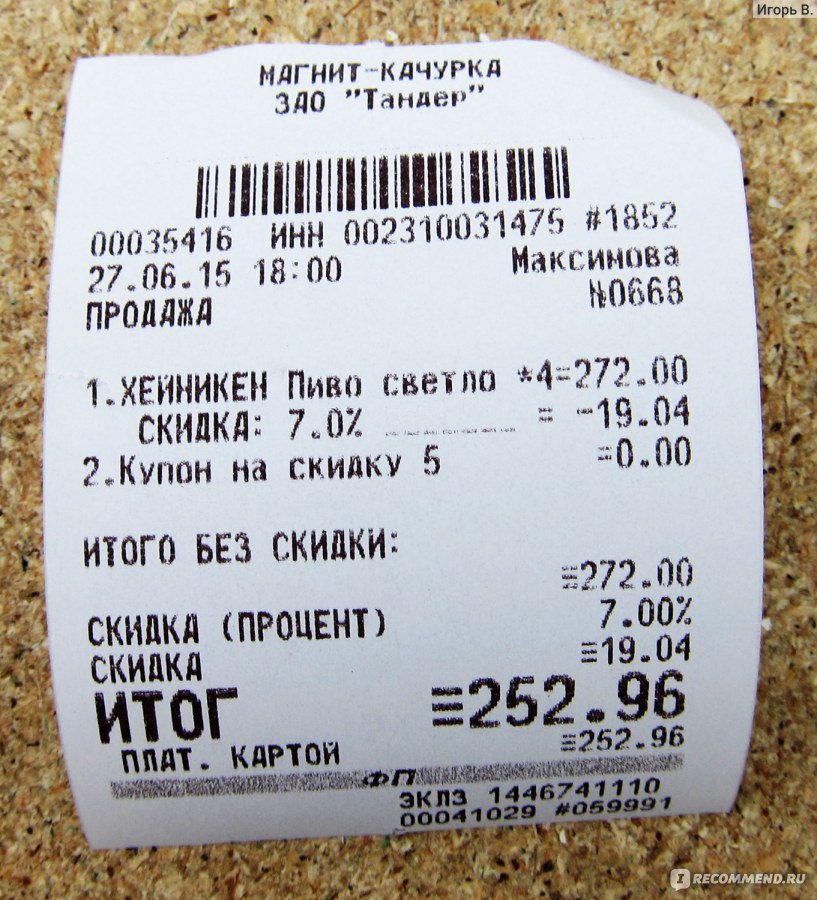 Игорь В.
МАГНИТ-КАЧУРКА
ЗАО "Тандер"
00035416 ИНН 002310031475 #1852
27.06.15 18:00 Максимова
ПРОДАЖА №0668
1.ХЕЙНИКЕН Пиво светло *4=272.00
СКИДКА: 7.0% = -19.04
2.Купон на скидку 5 =0.00
ИТОГО БЕЗ СКИДКИ:
≡272.00
СКИДКА (ПРОЦЕНТ) 7.00%
СКИДКА ≡19.04
ИТОГ ≡252.96
ПЛАТ. КАРТОЙ ≡252.96
ФП
ЭКЛЗ 1446741110
00041029 #059991
IRECOMMEND.RU